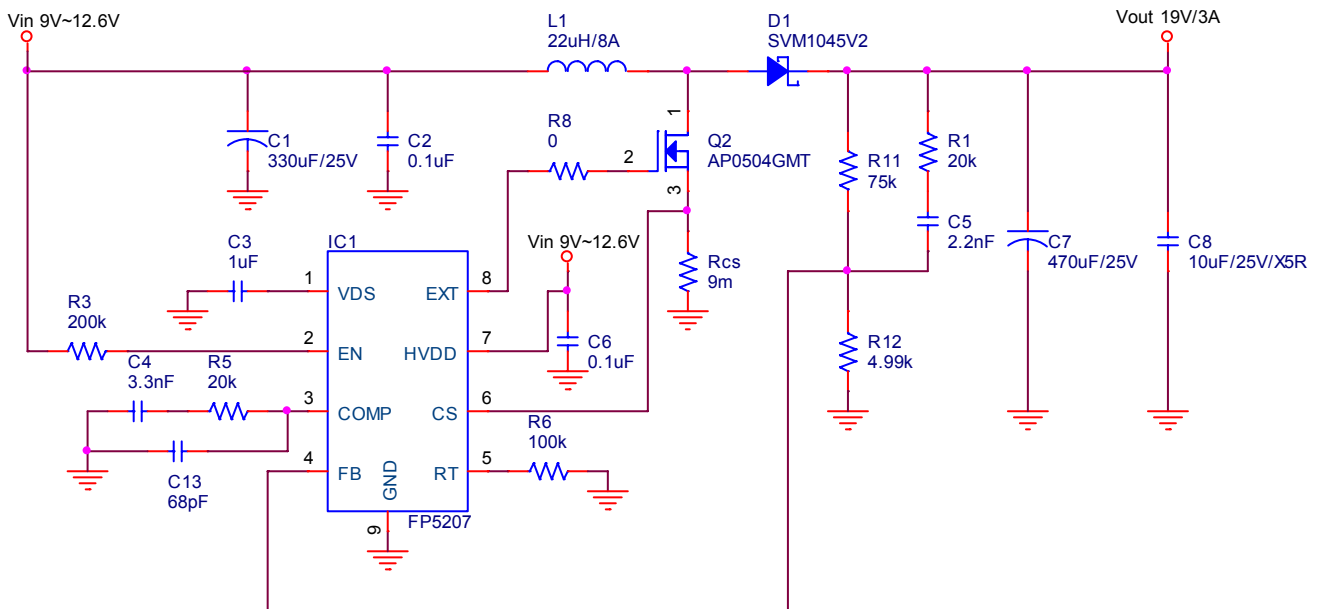 Vin 9V~12.6V
L1
22uH/8A
D1
SVM1045V2
Vout 19V/3A
C1
330uF/25V
C2
0.1uF
R8
0
1
2
3
Q2
AP0504GMT
R11
75k
R1
20k
C5
2.2nF
C7
470uF/25V
C8
10uF/25V/X5R
Vin 9V~12.6V
C3
1uF
IC1
Rcs
9m
1
VDS
EXT
8
R3
200k
2
EN
HVDD
7
C6
0.1uF
R12
4.99k
C4
3.3nF
R5
20k
3
COMP
CS
6
R6
100k
4
FB
GND
RT
5
C13
68pF
9
FP5207